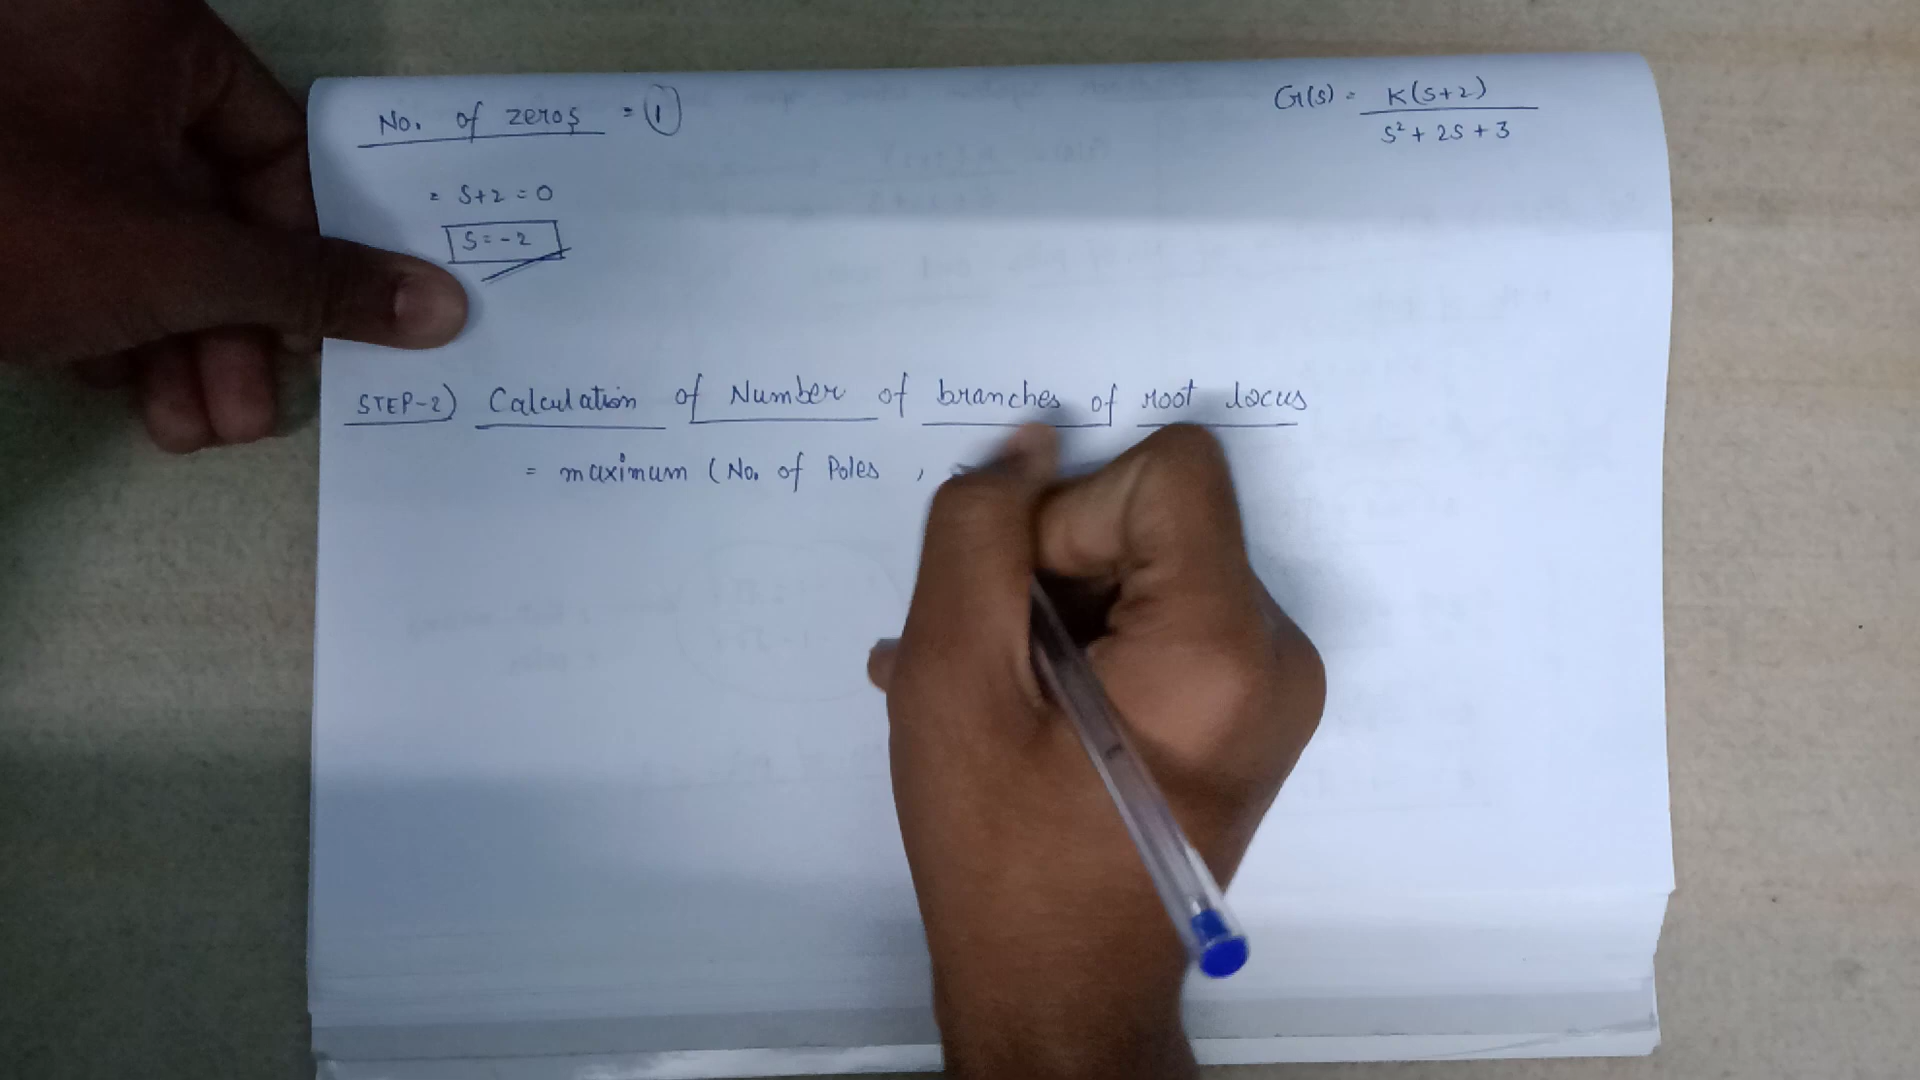 No. of zeros = 1
G(s) = K(s+2)
s² + 2s + 3
= s+2 = 0
s = -2
STEP-2) Calculation of Number of branches of root locus
= maximum (No. of Poles ,